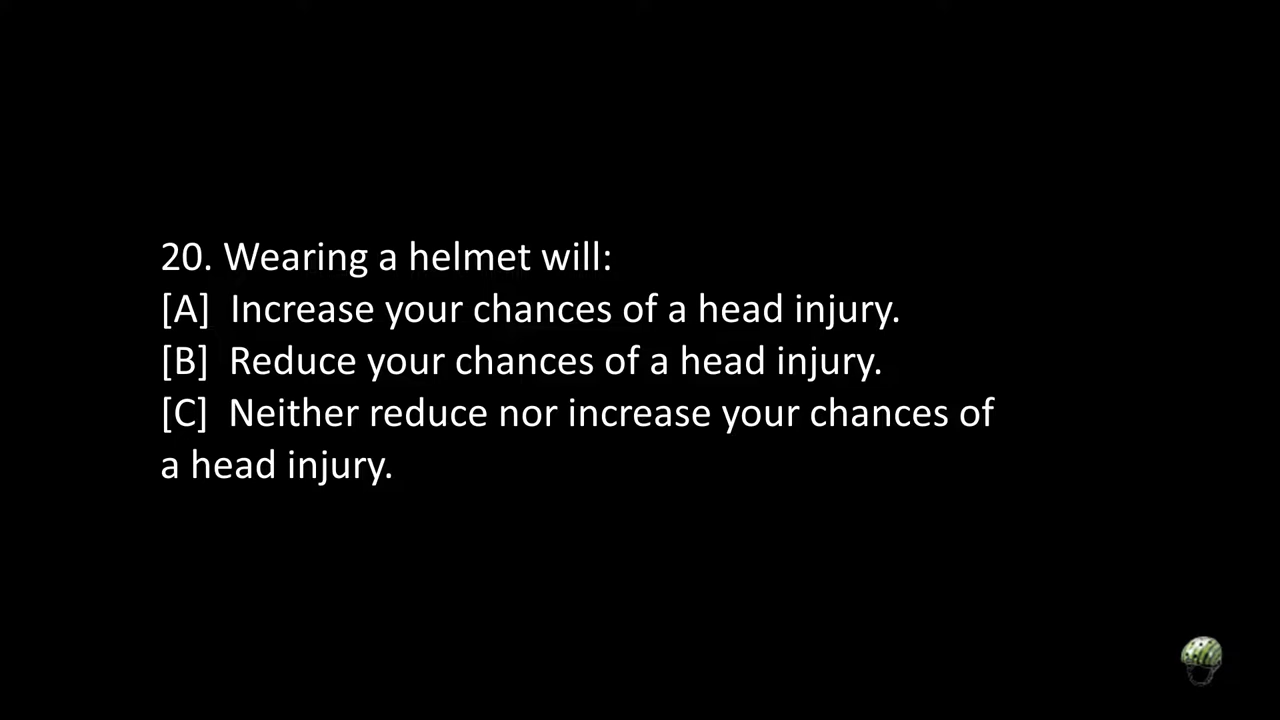 20. Wearing a helmet will:
[A]  Increase your chances of a head injury.
[B]  Reduce your chances of a head injury.
[C]  Neither reduce nor increase your chances of
a head injury.